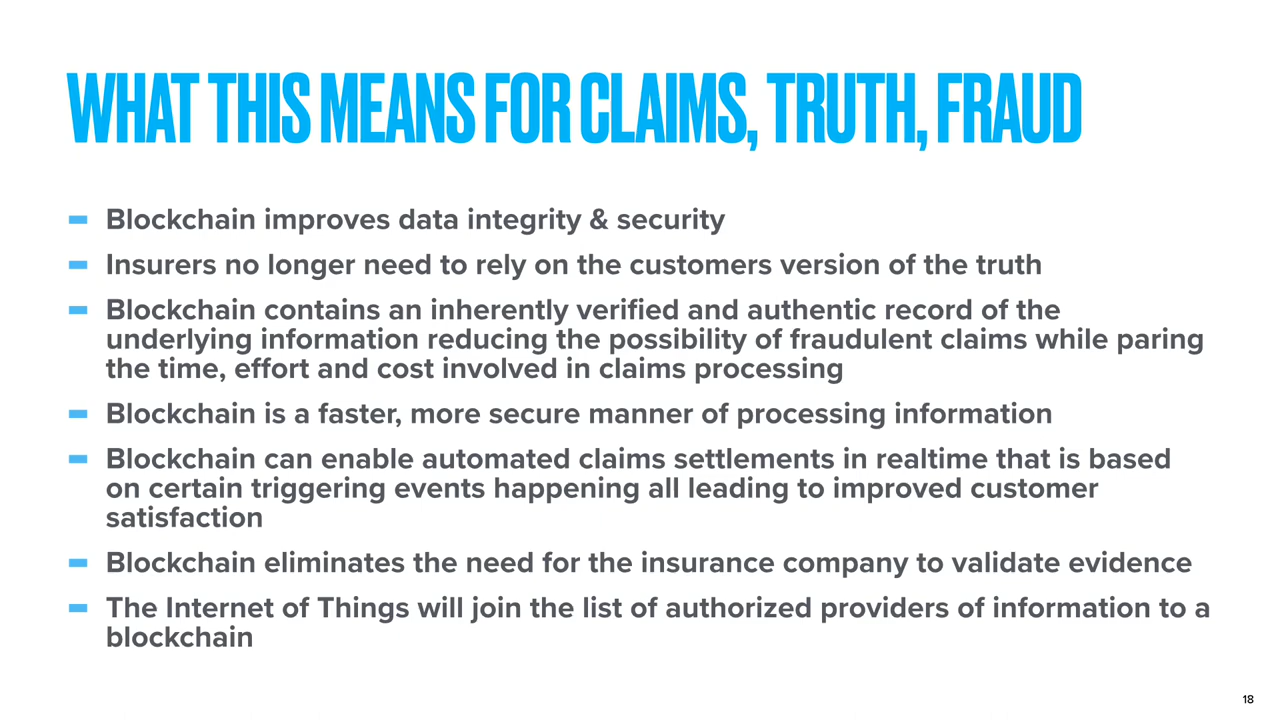 WHAT THIS MEANS FOR CLAIMS, TRUTH, FRAUD
Blockchain improves data integrity & security
Insurers no longer need to rely on the customers version of the truth
Blockchain contains an inherently verified and authentic record of the
underlying information reducing the possibility of fraudulent claims while paring
the time, effort and cost involved in claims processing
Blockchain is a faster, more secure manner of processing information
Blockchain can enable automated claims settlements in realtime that is based
on certain triggering events happening all leading to improved customer
satisfaction
Blockchain eliminates the need for the insurance company to validate evidence
The Internet of Things will join the list of authorized providers of information to a
blockchain
18